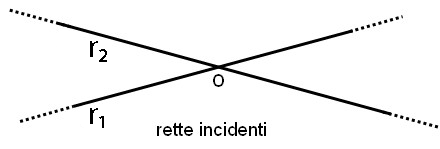 r2
O
r1
rette incidenti